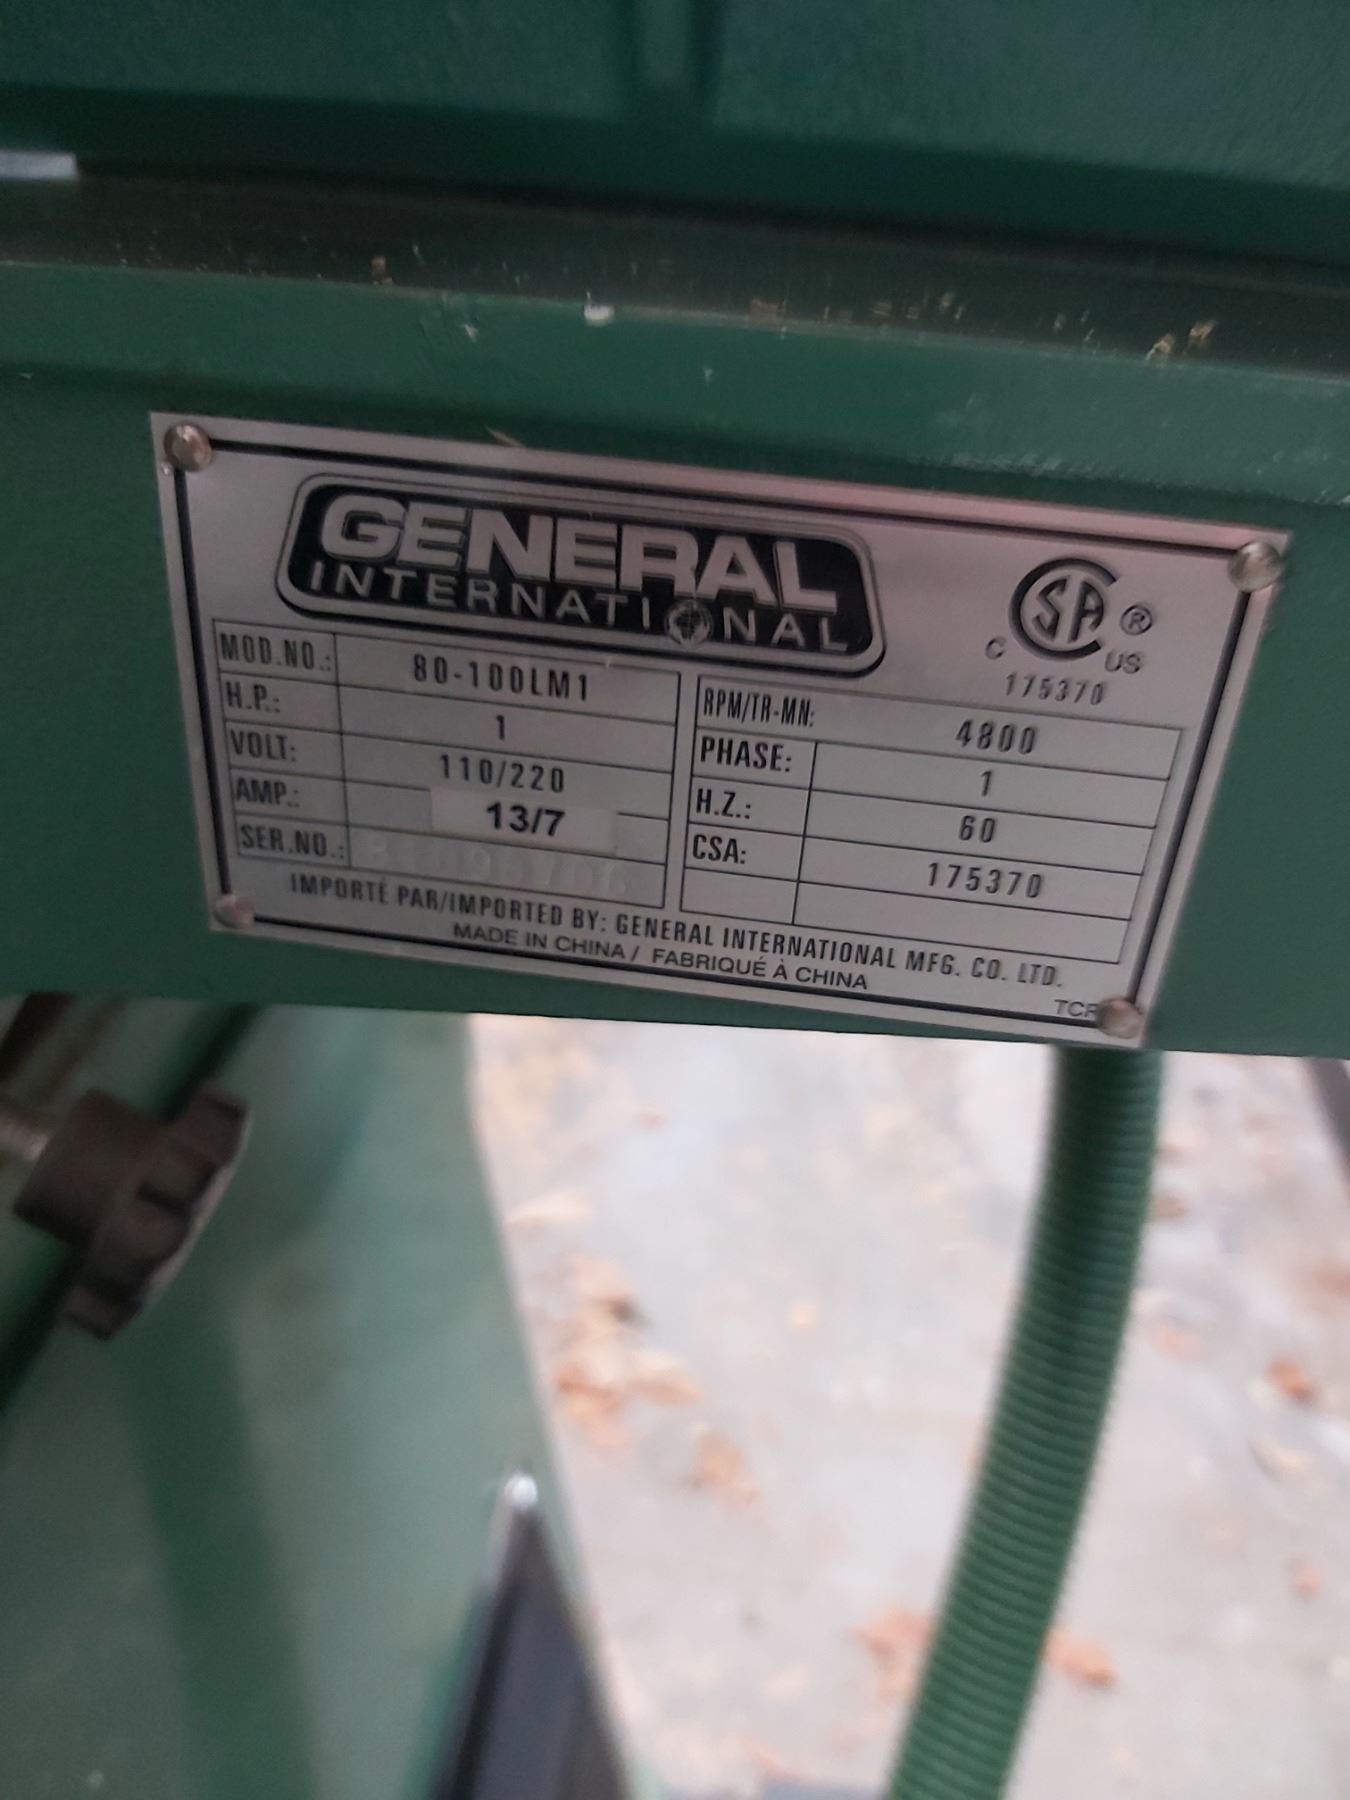 GENERAL
INTERNATIONAL
CSA ®
C US
175370
MOD.NO.: 80-100LM1
H.P.: 1
VOLT: 110/220
AMP.: 13/7
SER.NO.:
RPM/TR-MN: 4800
PHASE: 1
H.Z.: 60
CSA: 175370
IMPORTÉ PAR/IMPORTED BY: GENERAL INTERNATIONAL MFG. CO. LTD.
MADE IN CHINA / FABRIQUÉ À CHINA